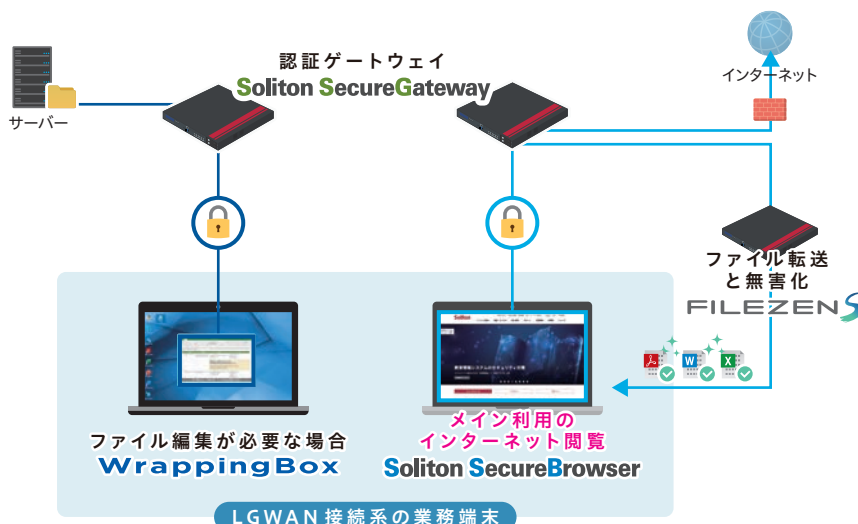 認証ゲートウェイ
Soliton SecureGateway
サーバー
インターネット
ファイル転送
と無害化
FILEZEN S
Soliton
W
X
ファイル編集が必要な場合
WrappingBox
メイン利用の
インターネット閲覧
Soliton SecureBrowser
LGWAN接続系の業務端末